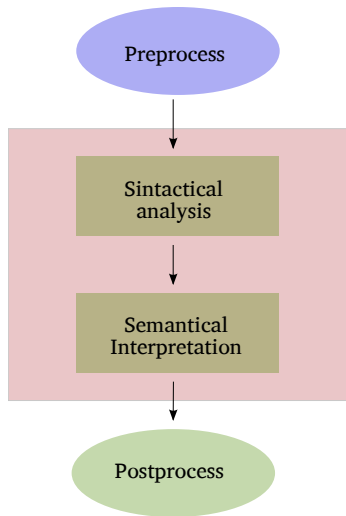 Preprocess
Sintactical
analysis
Semantical
Interpretation
Postprocess